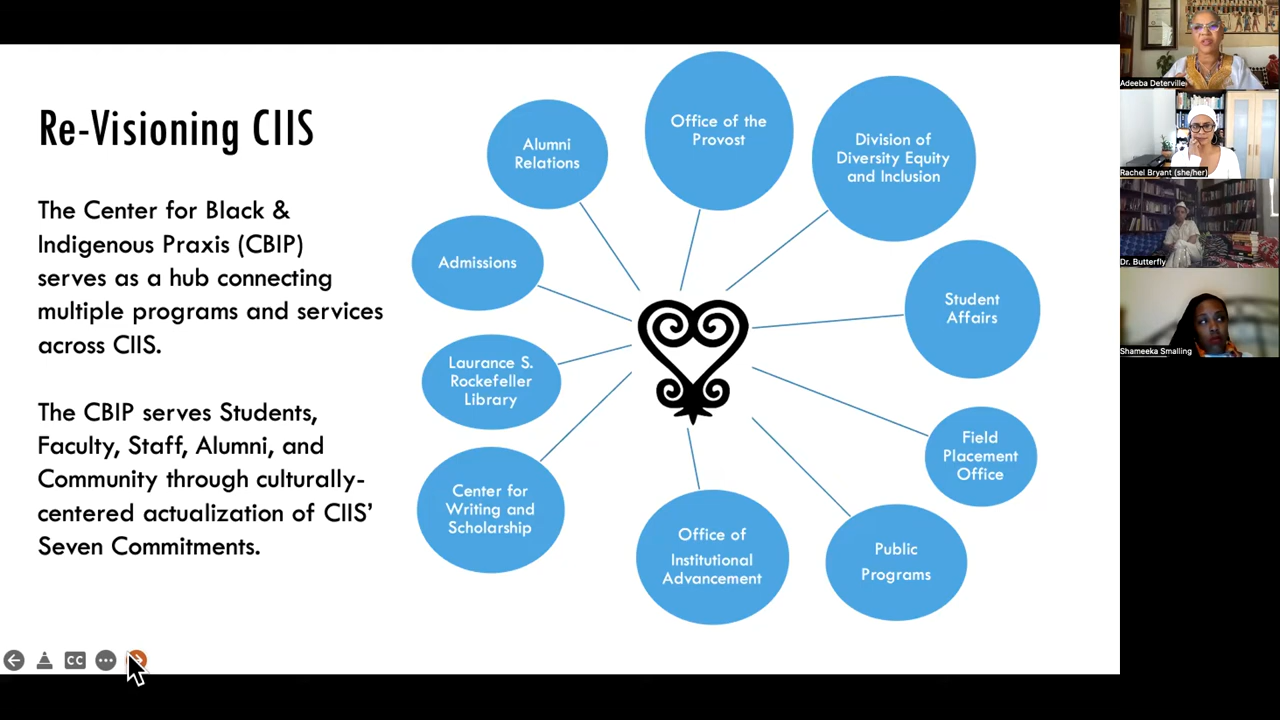 Re-Visioning CIIS
The Center for Black &
Indigenous Praxis (CBIP)
serves as a hub connecting
multiple programs and services
across CIIS.
The CBIP serves Students,
Faculty, Staff, Alumni, and
Community through culturally-
centered actualization of CIIS’
Seven Commitments.
Alumni
Relations
Office of the
Provost
Division of
Diversity Equity
and Inclusion
Admissions
Student
Affairs
Laurance S.
Rockefeller
Library
Field
Placement
Office
Center for
Writing and
Scholarship
Office of
Institutional
Advancement
Public
Programs
CC
Adeeba Deterville
Rachel Bryant (she/her)
Dr. Butterfly
Shameeka Smalling